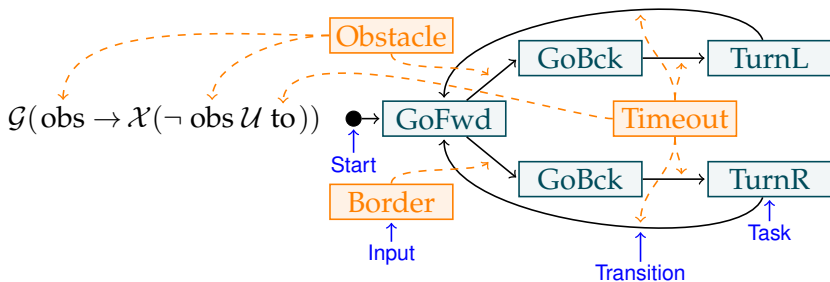 Obstacle
GoBck
TurnL
𝒢( obs → 𝒳(¬ obs 𝒰 to))
GoFwd
Timeout
Start
Border
GoBck
TurnR
Input
Transition
Task